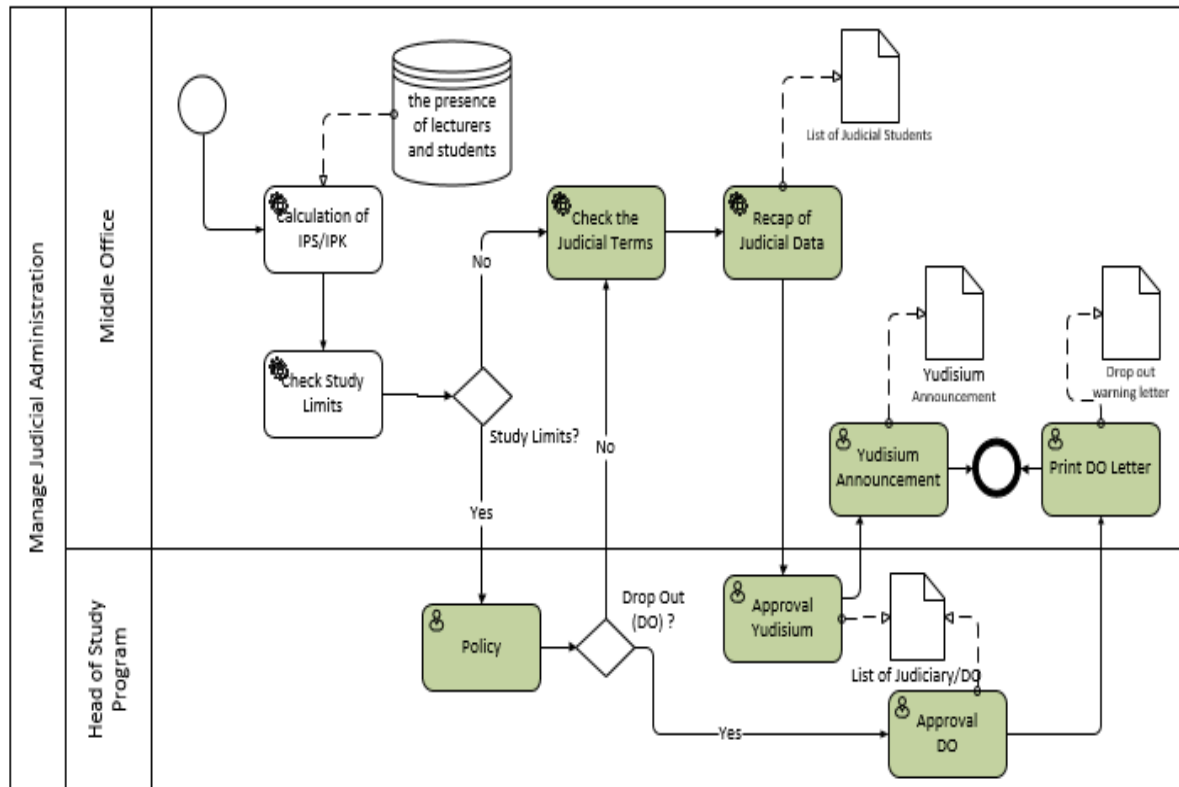 Manage Judicial Administration
Middle Office
the presence
of lecturers
and students
List of Judicial Students
Calculation of
IPS/IPK
Check the
Judicial Terms
Recap of
Judicial Data
No
Check Study
Limits
Study Limits?
Yudisium
Announcement
Drop out
warning letter
No
Yudisium
Announcement
Print DO Letter
Yes
Head of Study
Program
Policy
Drop Out
(DO) ?
Approval
Yudisium
List of Judiciary/DO
Yes
Approval
DO